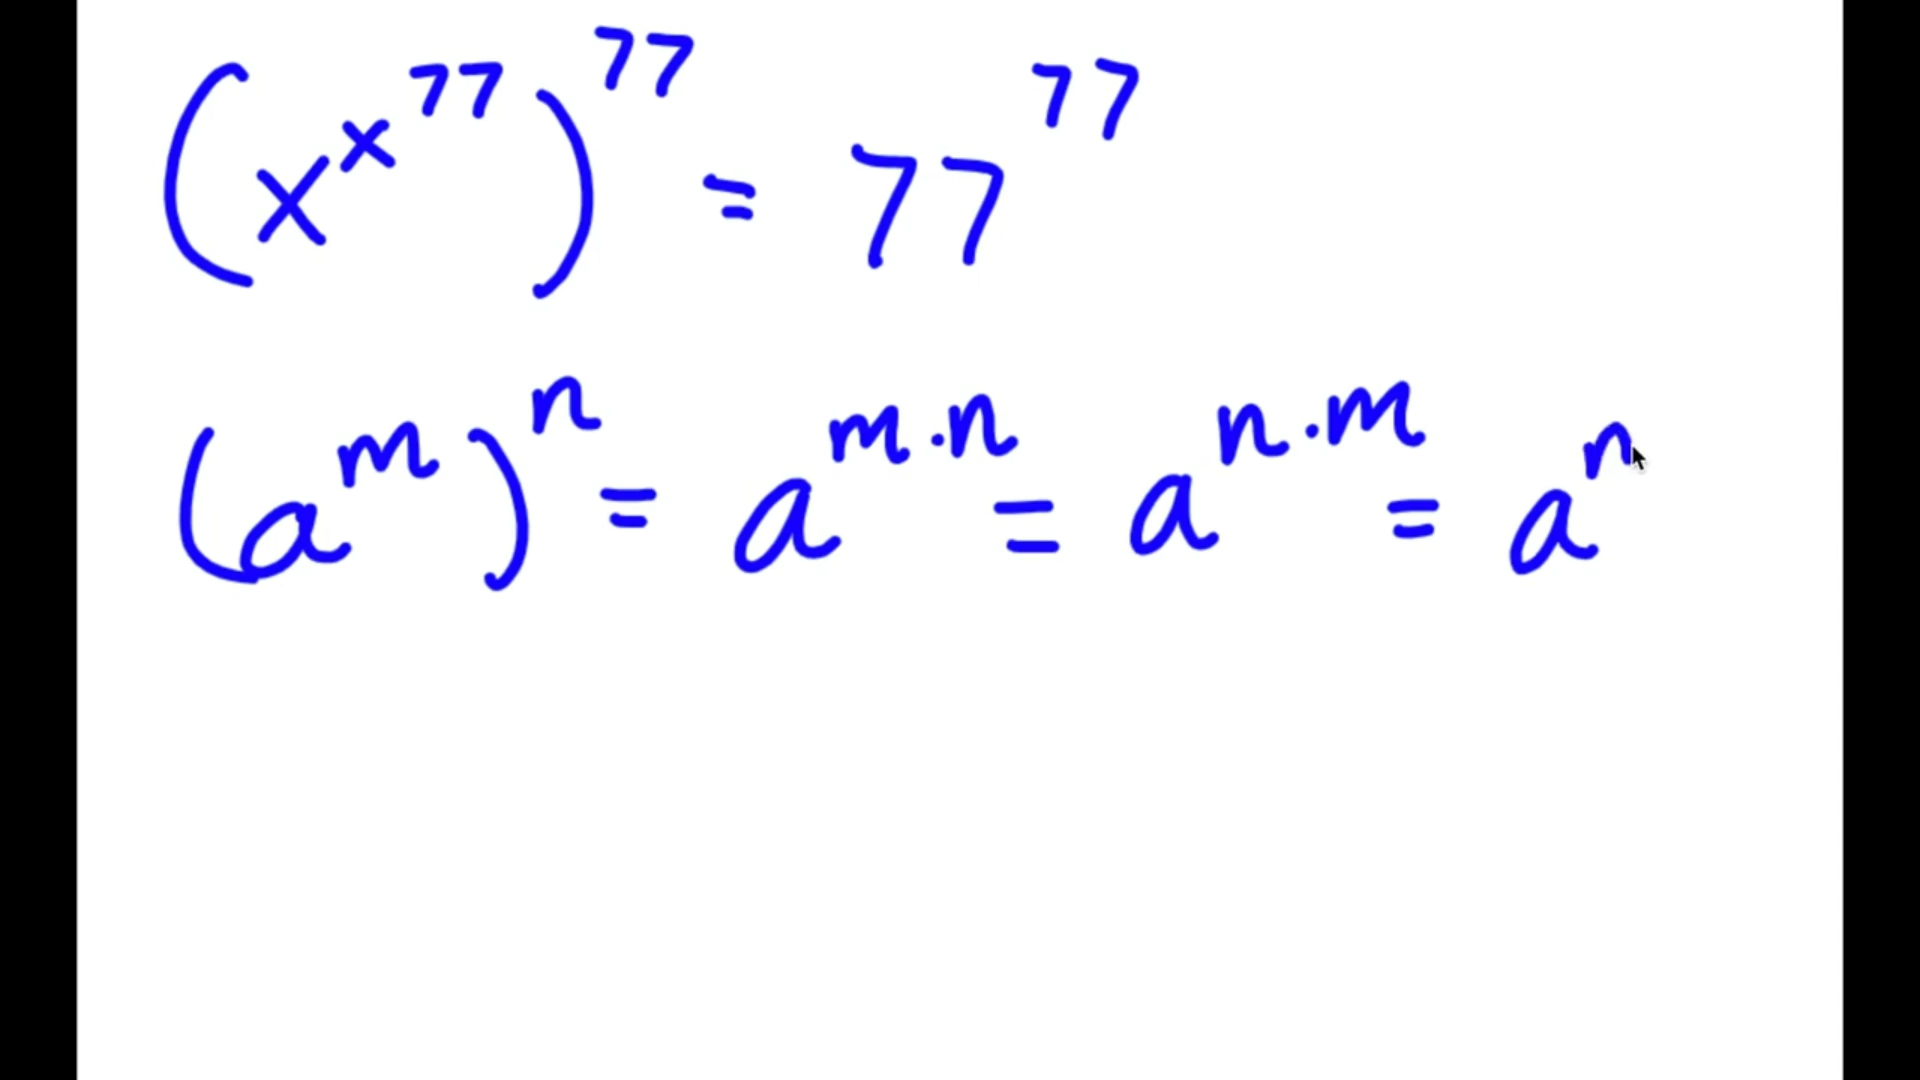 (x^x^77)^77 = 77^77
(a^m)^n = a^m·n = a^n·m = a^n